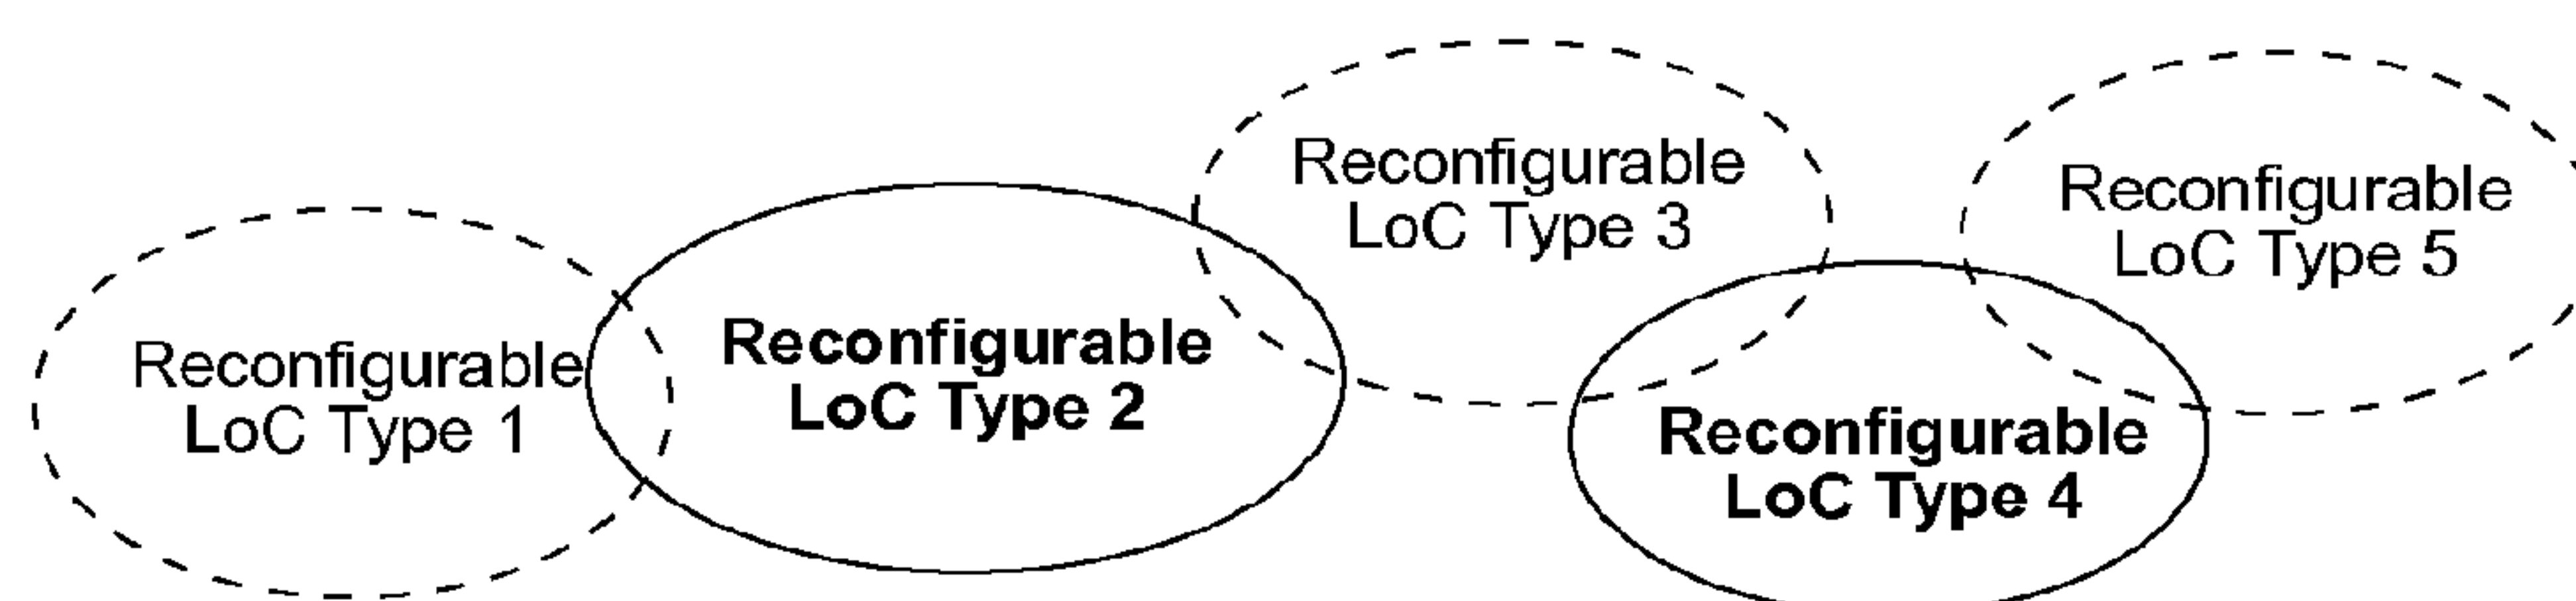 Reconfigurable
LoC Type 1
Reconfigurable
LoC Type 2
Reconfigurable
LoC Type 3
Reconfigurable
LoC Type 4
Reconfigurable
LoC Type 5